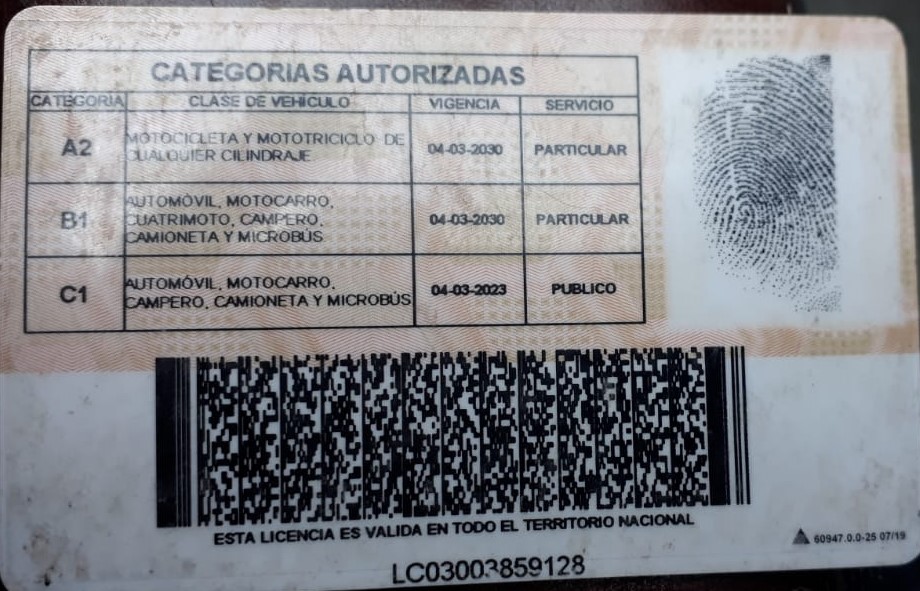 CATEGORIAS AUTORIZADAS
CATEGORIA CLASE DE VEHÍCULO VIGENCIA SERVICIO
A2 MOTOCICLETA Y MOTOTRICICLO DE CUALQUIER CILINDRAJE 04-03-2030 PARTICULAR
B1 AUTOMÓVIL, MOTOCARRO, CUATRIMOTO, CAMPERO, CAMIONETA Y MICROBÚS 04-03-2030 PARTICULAR
C1 AUTOMÓVIL, MOTOCARRO, CAMPERO, CAMIONETA Y MICROBÚS 04-03-2023 PUBLICO
ESTA LICENCIA ES VALIDA EN TODO EL TERRITORIO NACIONAL
60947.0.0-25 07/19
LC03003859128